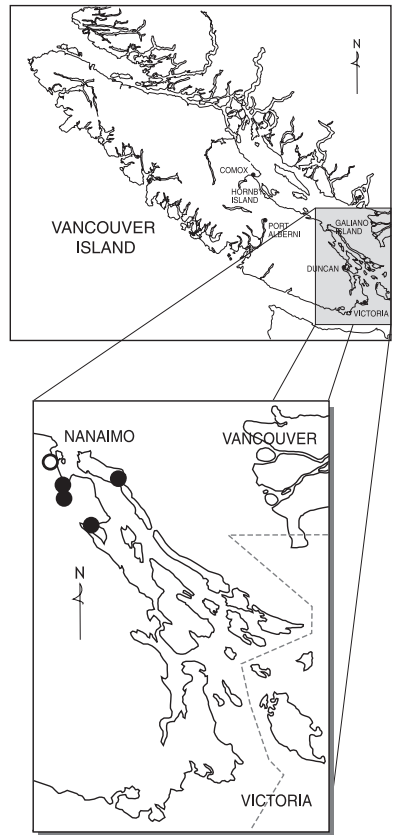 N
COMOX
HORNBY
ISLAND
VANCOUVER
ISLAND
PORT
ALBERNI
GALIANO
ISLAND
DUNCAN
VICTORIA
NANAIMO
VANCOUVER
N
VICTORIA